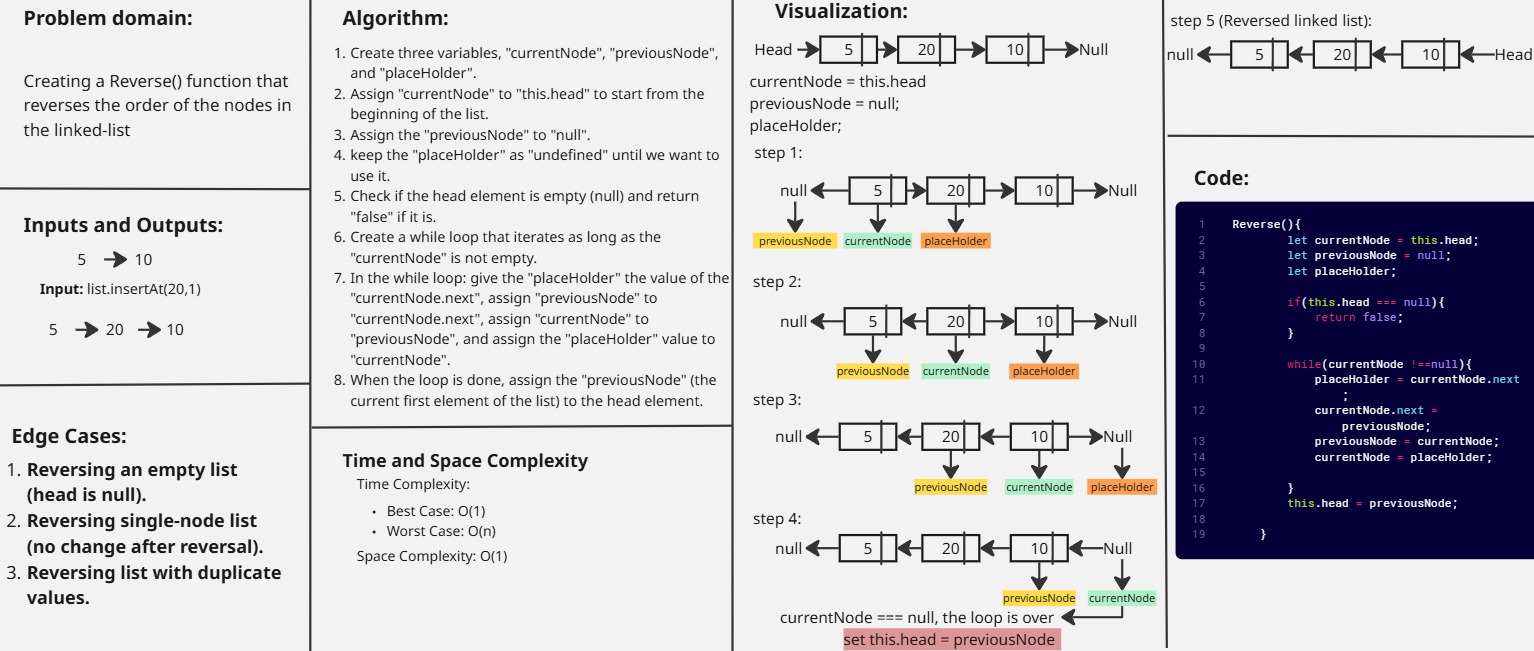 Problem domain:
Creating a Reverse() function that
reverses the order of the nodes in
the linked-list
Inputs and Outputs:
5 10
Input: list.insertAt(20,1)
5 20 10
Edge Cases:
1. Reversing an empty list
(head is null).
2. Reversing single-node list
(no change after reversal).
3. Reversing list with duplicate
values.
Algorithm:
1. Create three variables, "currentNode", "previousNode",
and "placeHolder".
2. Assign "currentNode" to "this.head" to start from the
beginning of the list.
3. Assign the "previousNode" to "null".
4. keep the "placeHolder" as "undefined" until we want to
use it.
5. Check if the head element is empty (null) and return
"false" if it is.
6. Create a while loop that iterates as long as the
"currentNode" is not empty.
7. In the while loop: give the "placeHolder" the value of the
"currentNode.next", assign "previousNode" to
"currentNode.next", assign "currentNode" to
"previousNode", and assign the "placeHolder" value to
"currentNode".
8. When the loop is done, assign the "previousNode" (the
current first element of the list) to the head element.
Time and Space Complexity
Time Complexity:
• Best Case: O(1)
• Worst Case: O(n)
Space Complexity: O(1)
Visualization:
Head 5 20 10 Null
currentNode = this.head
previousNode = null;
placeHolder;
step 1:
null 5 20 10 Null
previousNode currentNode placeHolder
step 2:
null 5 20 10 Null
previousNode currentNode placeHolder
step 3:
null 5 20 10 Null
previousNode currentNode placeHolder
step 4:
null 5 20 10 Null
previousNode currentNode
currentNode === null, the loop is over
set this.head = previousNode
step 5 (Reversed linked list):
null 5 20 10 Head
Code:
1 Reverse(){
2 let currentNode = this.head;
3 let previousNode = null;
4 let placeHolder;
5
6 if(this.head === null){
7 return false;
8 }
9
10 while(currentNode !==null){
11 placeHolder = currentNode.next
;
12 currentNode.next =
previousNode;
13 previousNode = currentNode;
14 currentNode = placeHolder;
15
16 }
17 this.head = previousNode;
18
19 }